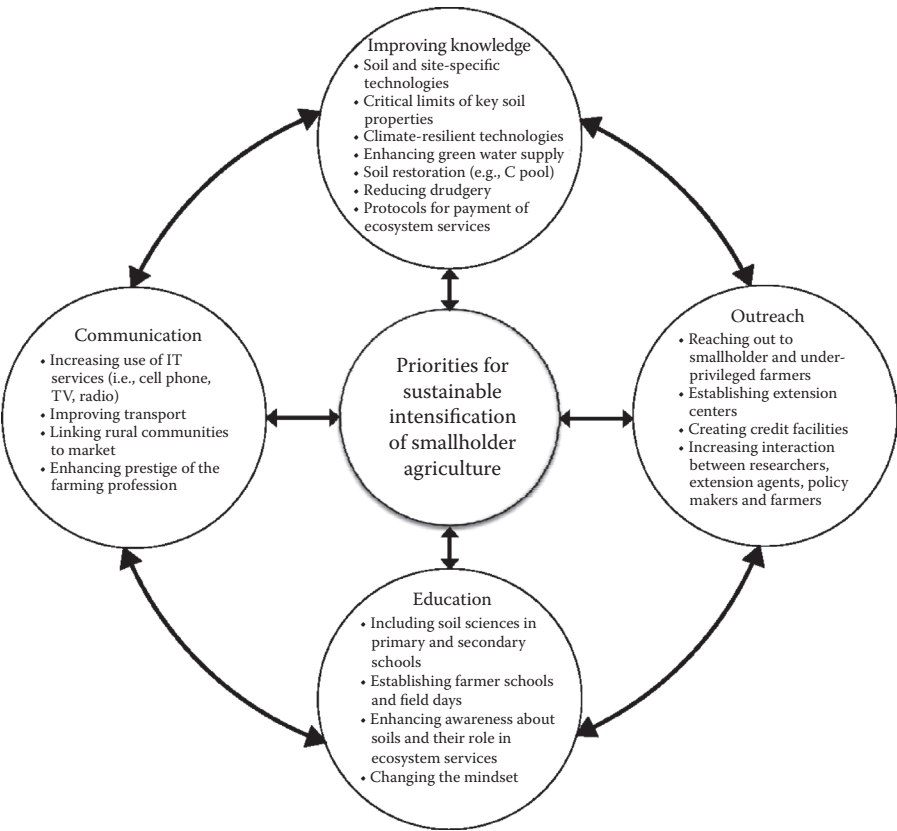 Improving knowledge
• Soil and site-specific
technologies
• Critical limits of key soil
properties
• Climate-resilient technologies
• Enhancing green water supply
• Soil restoration (e.g., C pool)
• Reducing drudgery
• Protocols for payment of
ecosystem services
Communication
• Increasing use of IT
services (i.e., cell phone,
TV, radio)
• Improving transport
• Linking rural communities
to market
• Enhancing prestige of the
farming profession
Priorities for
sustainable
intensification
of smallholder
agriculture
Outreach
• Reaching out to
smallholder and under-
privileged farmers
• Establishing extension
centers
• Creating credit facilities
• Increasing interaction
between researchers,
extension agents, policy
makers and farmers
Education
• Including soil sciences in
primary and secondary
schools
• Establishing farmer schools
and field days
• Enhancing awareness about
soils and their role in
ecosystem services
• Changing the mindset